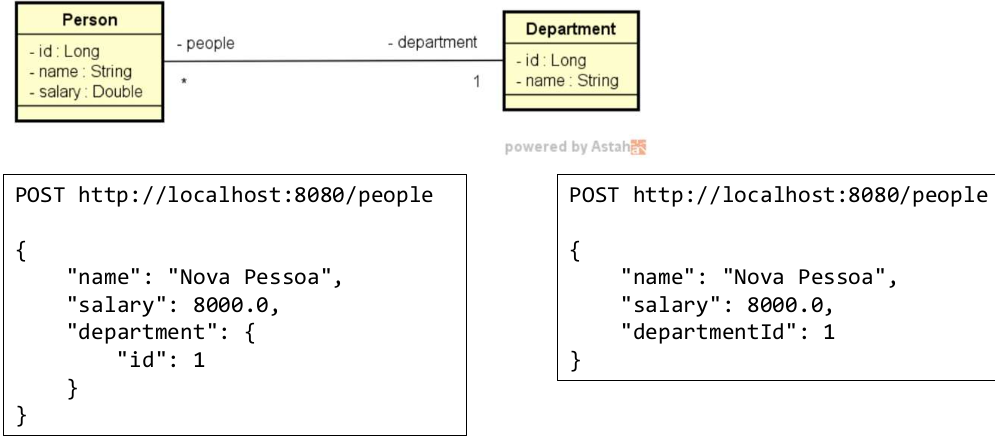 Person
- id : Long
- name : String
- salary : Double
- people
*
- department
1
Department
- id : Long
- name : String
powered by Astah
POST http://localhost:8080/people
{
    "name": "Nova Pessoa",
    "salary": 8000.0,
    "department": {
        "id": 1
    }
}
POST http://localhost:8080/people
{
    "name": "Nova Pessoa",
    "salary": 8000.0,
    "departmentId": 1
}